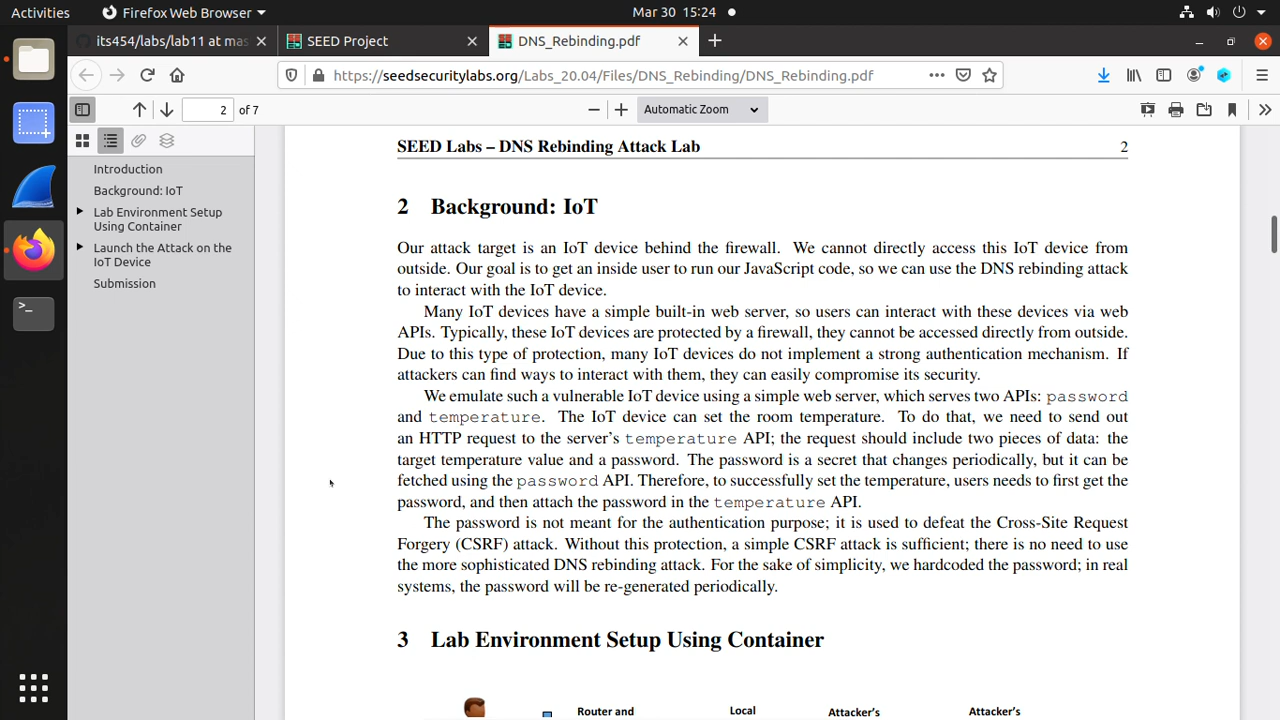 Activities
Firefox Web Browser
Mar 30 15:24
its454/labs/lab11 at mas
SEED Project
DNS_Rebinding.pdf
https://seedsecuritylabs.org/Labs_20.04/Files/DNS_Rebinding/DNS_Rebinding.pdf
2 of 7
Automatic Zoom
Introduction
Background: IoT
Lab Environment Setup
Using Container
Launch the Attack on the
IoT Device
Submission
SEED Labs – DNS Rebinding Attack Lab 2
2 Background: IoT
Our attack target is an IoT device behind the firewall. We cannot directly access this IoT device from
outside. Our goal is to get an inside user to run our JavaScript code, so we can use the DNS rebinding attack
to interact with the IoT device.
Many IoT devices have a simple built-in web server, so users can interact with these devices via web
APIs. Typically, these IoT devices are protected by a firewall, they cannot be accessed directly from outside.
Due to this type of protection, many IoT devices do not implement a strong authentication mechanism. If
attackers can find ways to interact with them, they can easily compromise its security.
We emulate such a vulnerable IoT device using a simple web server, which serves two APIs: password
and temperature. The IoT device can set the room temperature. To do that, we need to send out
an HTTP request to the server's temperature API; the request should include two pieces of data: the
target temperature value and a password. The password is a secret that changes periodically, but it can be
fetched using the password API. Therefore, to successfully set the temperature, users needs to first get the
password, and then attach the password in the temperature API.
The password is not meant for the authentication purpose; it is used to defeat the Cross-Site Request
Forgery (CSRF) attack. Without this protection, a simple CSRF attack is sufficient; there is no need to use
the more sophisticated DNS rebinding attack. For the sake of simplicity, we hardcoded the password; in real
systems, the password will be re-generated periodically.
3 Lab Environment Setup Using Container
Router and
Local
Attacker's
Attacker's